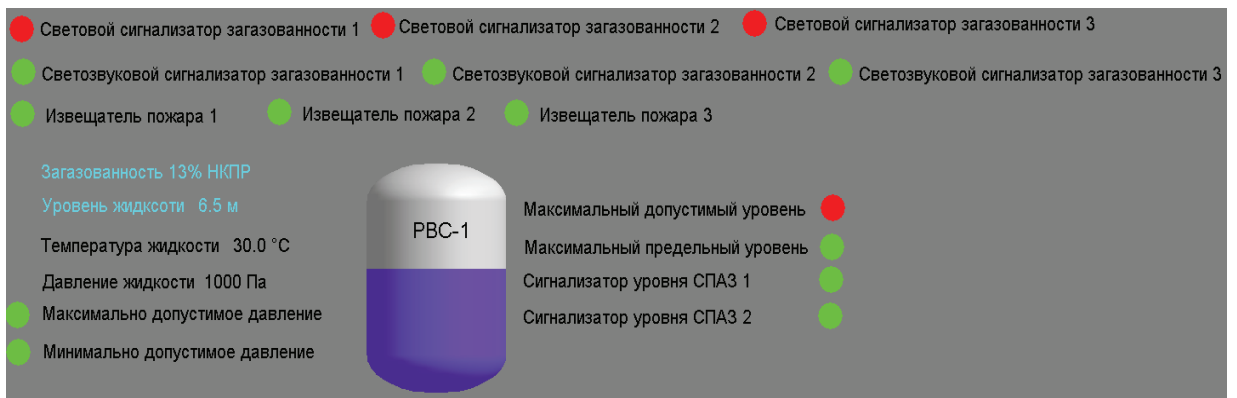 Световой сигнализатор загазованности 1 Световой сигнализатор загазованности 2 Световой сигнализатор загазованности 3
Светозвуковой сигнализатор загазованности 1 Светозвуковой сигнализатор загазованности 2 Светозвуковой сигнализатор загазованности 3
Извещатель пожара 1 Извещатель пожара 2 Извещатель пожара 3
Загазованность 13% НКПР
Уровень жидксоти 6.5 м
Температура жидкости 30.0 °C
Давление жидкости 1000 Па
Максимально допустимое давление
Минимально допустимое давление
РВС-1
Максимальный допустимый уровень
Максимальный предельный уровень
Сигнализатор уровня СПАЗ 1
Сигнализатор уровня СПАЗ 2